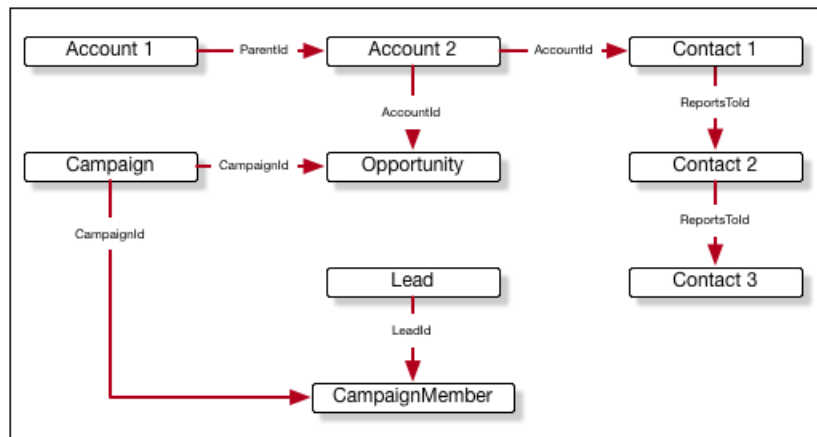 Account 1
ParentId
Account 2
AccountId
Contact 1
AccountId
ReportsToId
Campaign
CampaignId
Opportunity
Contact 2
CampaignId
ReportsToId
Lead
Contact 3
LeadId
CampaignMember